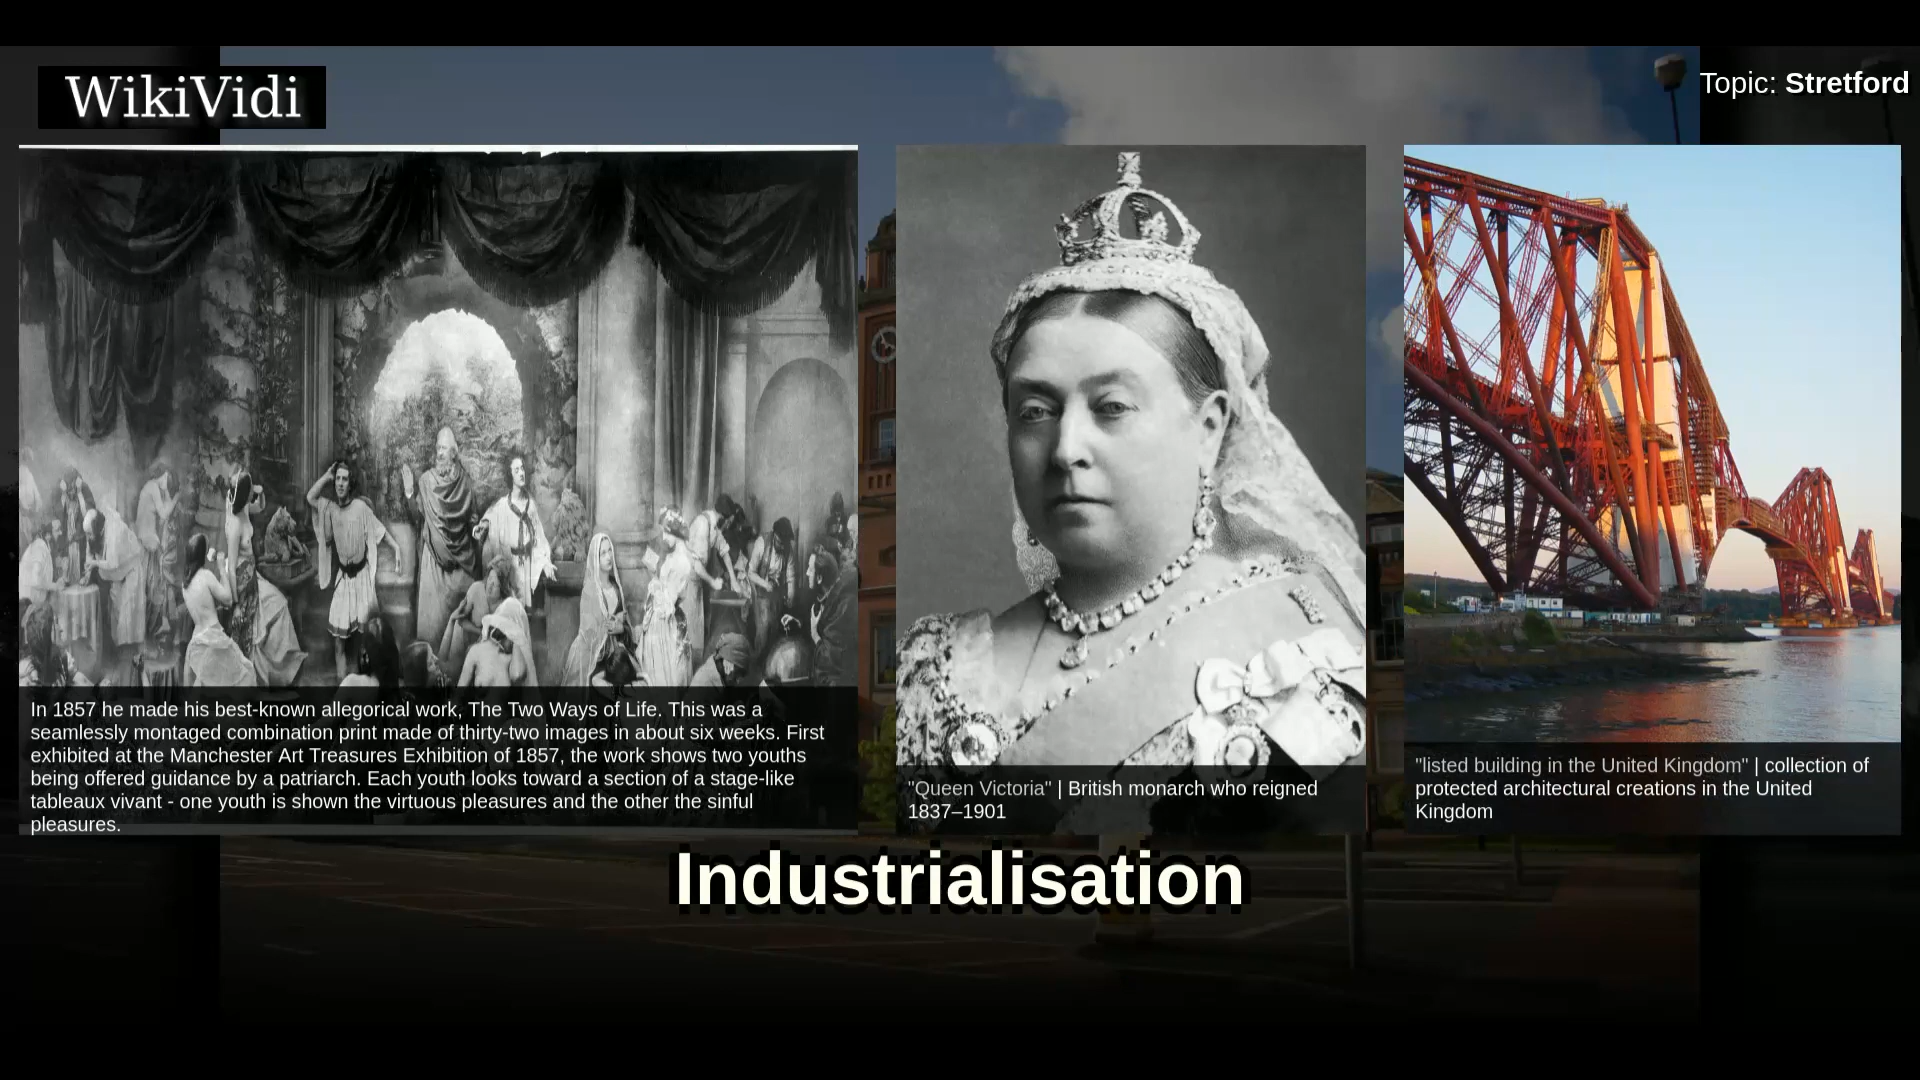 WikiVidi
Topic: Stretford
In 1857 he made his best-known allegorical work, The Two Ways of Life. This was a
seamlessly montaged combination print made of thirty-two images in about six weeks. First
exhibited at the Manchester Art Treasures Exhibition of 1857, the work shows two youths
being offered guidance by a patriarch. Each youth looks toward a section of a stage-like
tableaux vivant - one youth is shown the virtuous pleasures and the other the sinful
pleasures.
"Queen Victoria" | British monarch who reigned
1837–1901
"listed building in the United Kingdom" | collection of
protected architectural creations in the United
Kingdom
Industrialisation